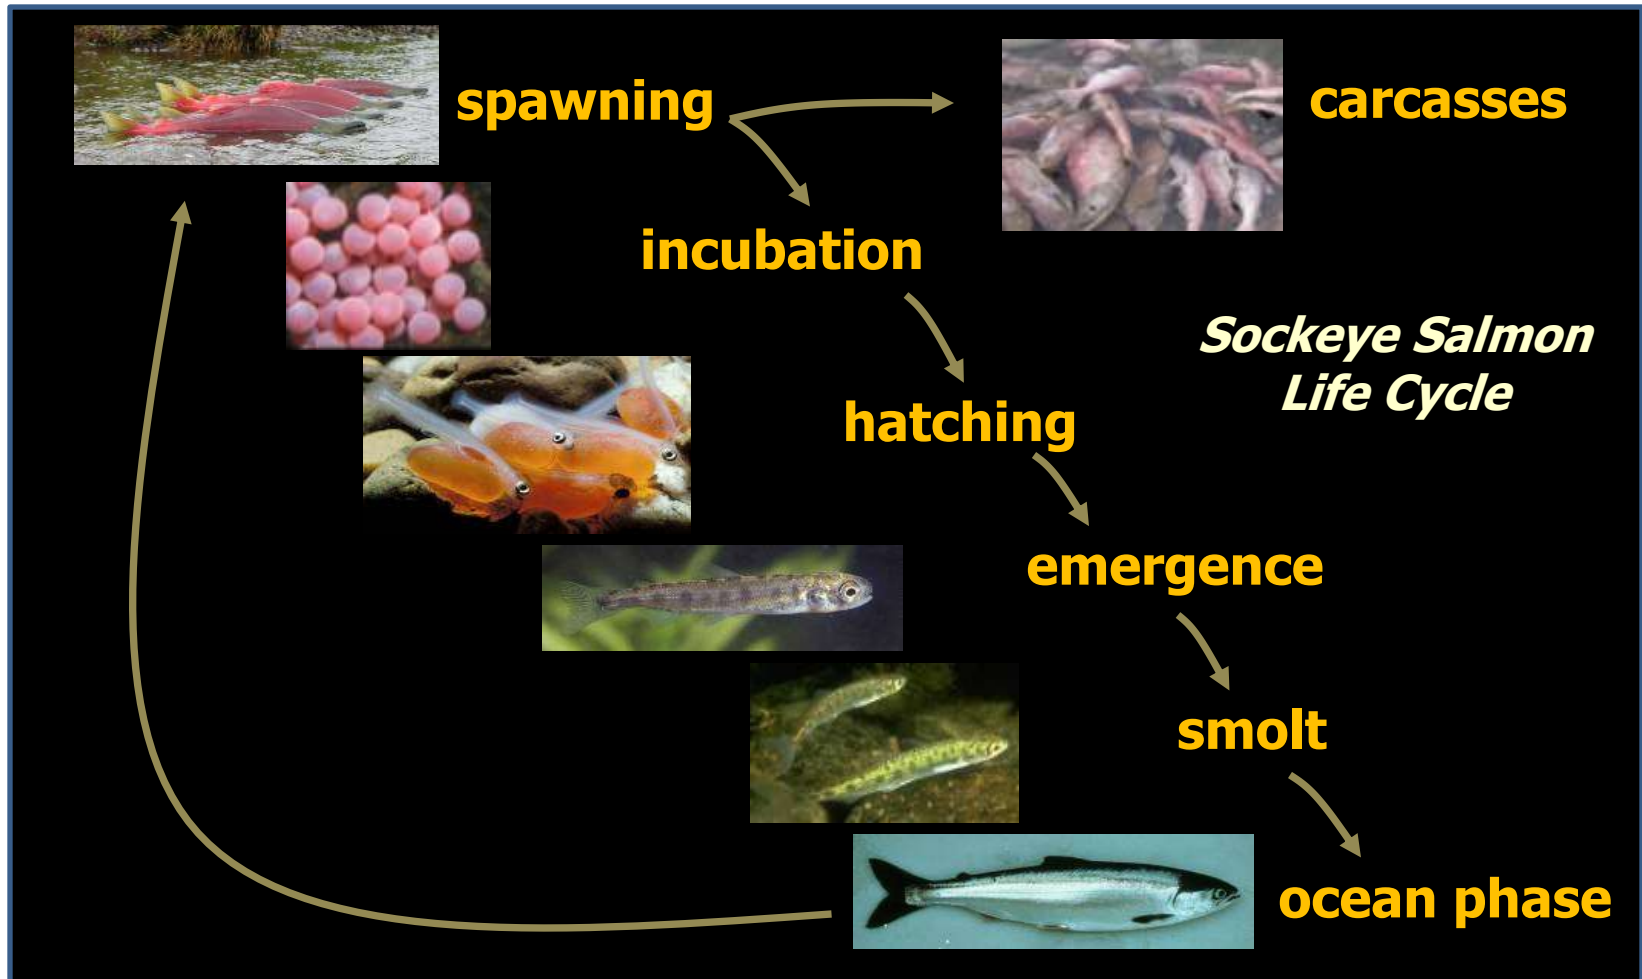 spawning
carcasses
incubation
Sockeye Salmon
Life Cycle
hatching
emergence
smolt
ocean phase